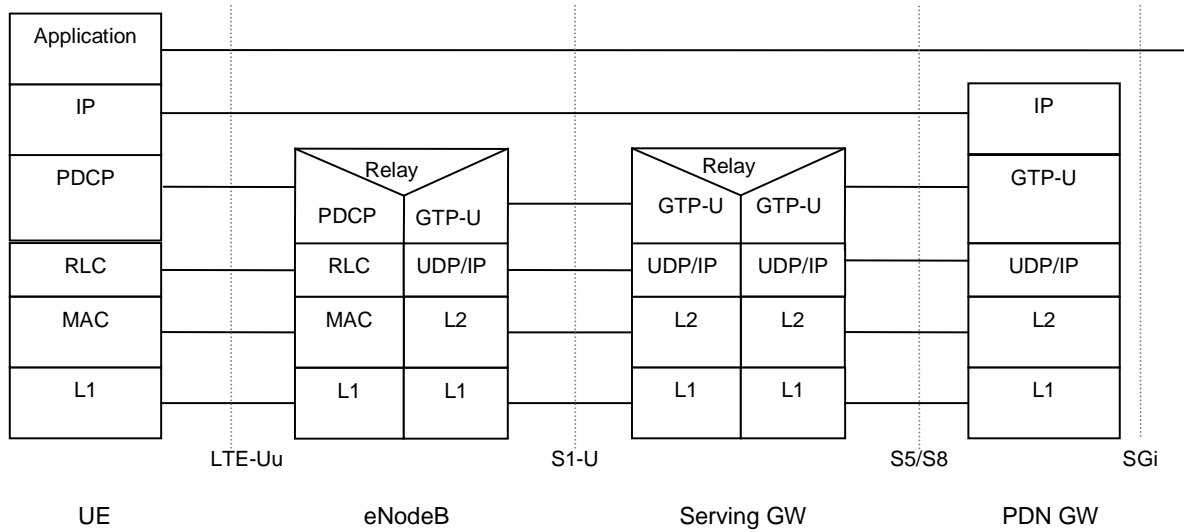 Application
IP
IP
PDCP
Relay
Relay
GTP-U
PDCP GTP-U
GTP-U GTP-U
RLC
RLC UDP/IP
UDP/IP UDP/IP
UDP/IP
MAC
MAC L2
L2 L2
L2
L1
L1 L1
L1 L1
L1
LTE-Uu
S1-U
S5/S8
SGi
UE
eNodeB
Serving GW
PDN GW